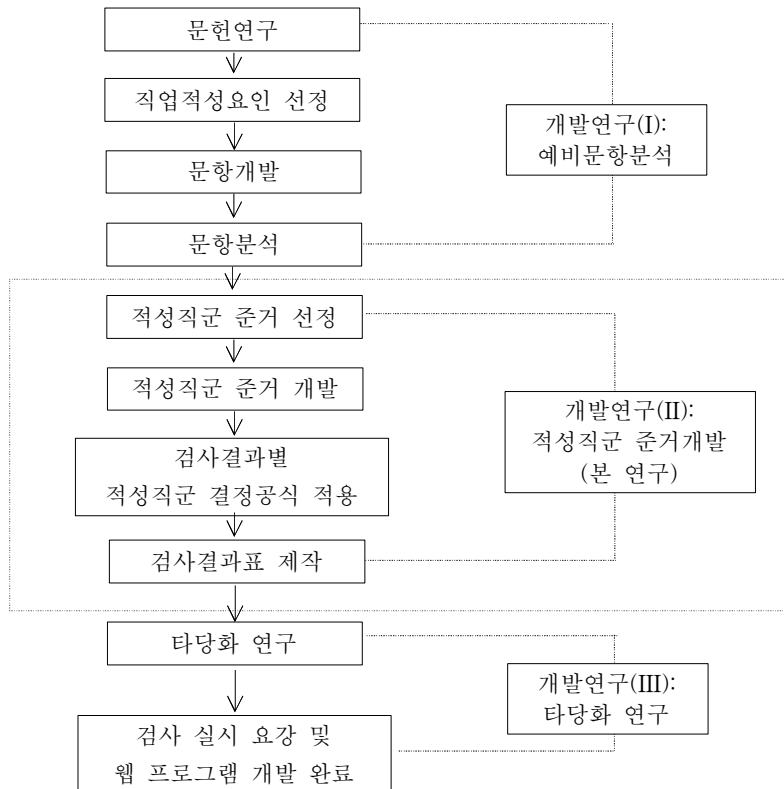 문헌연구
직업적성요인 선정
개발연구(I):
예비문항분석
문항개발
문항분석
적성직군 준거 선정
적성직군 준거 개발
개발연구(II):
적성직군 준거개발
(본 연구)
검사결과별
적성직군 결정공식 적용
검사결과표 제작
타당화 연구
개발연구(III):
타당화 연구
검사 실시 요강 및
웹 프로그램 개발 완료